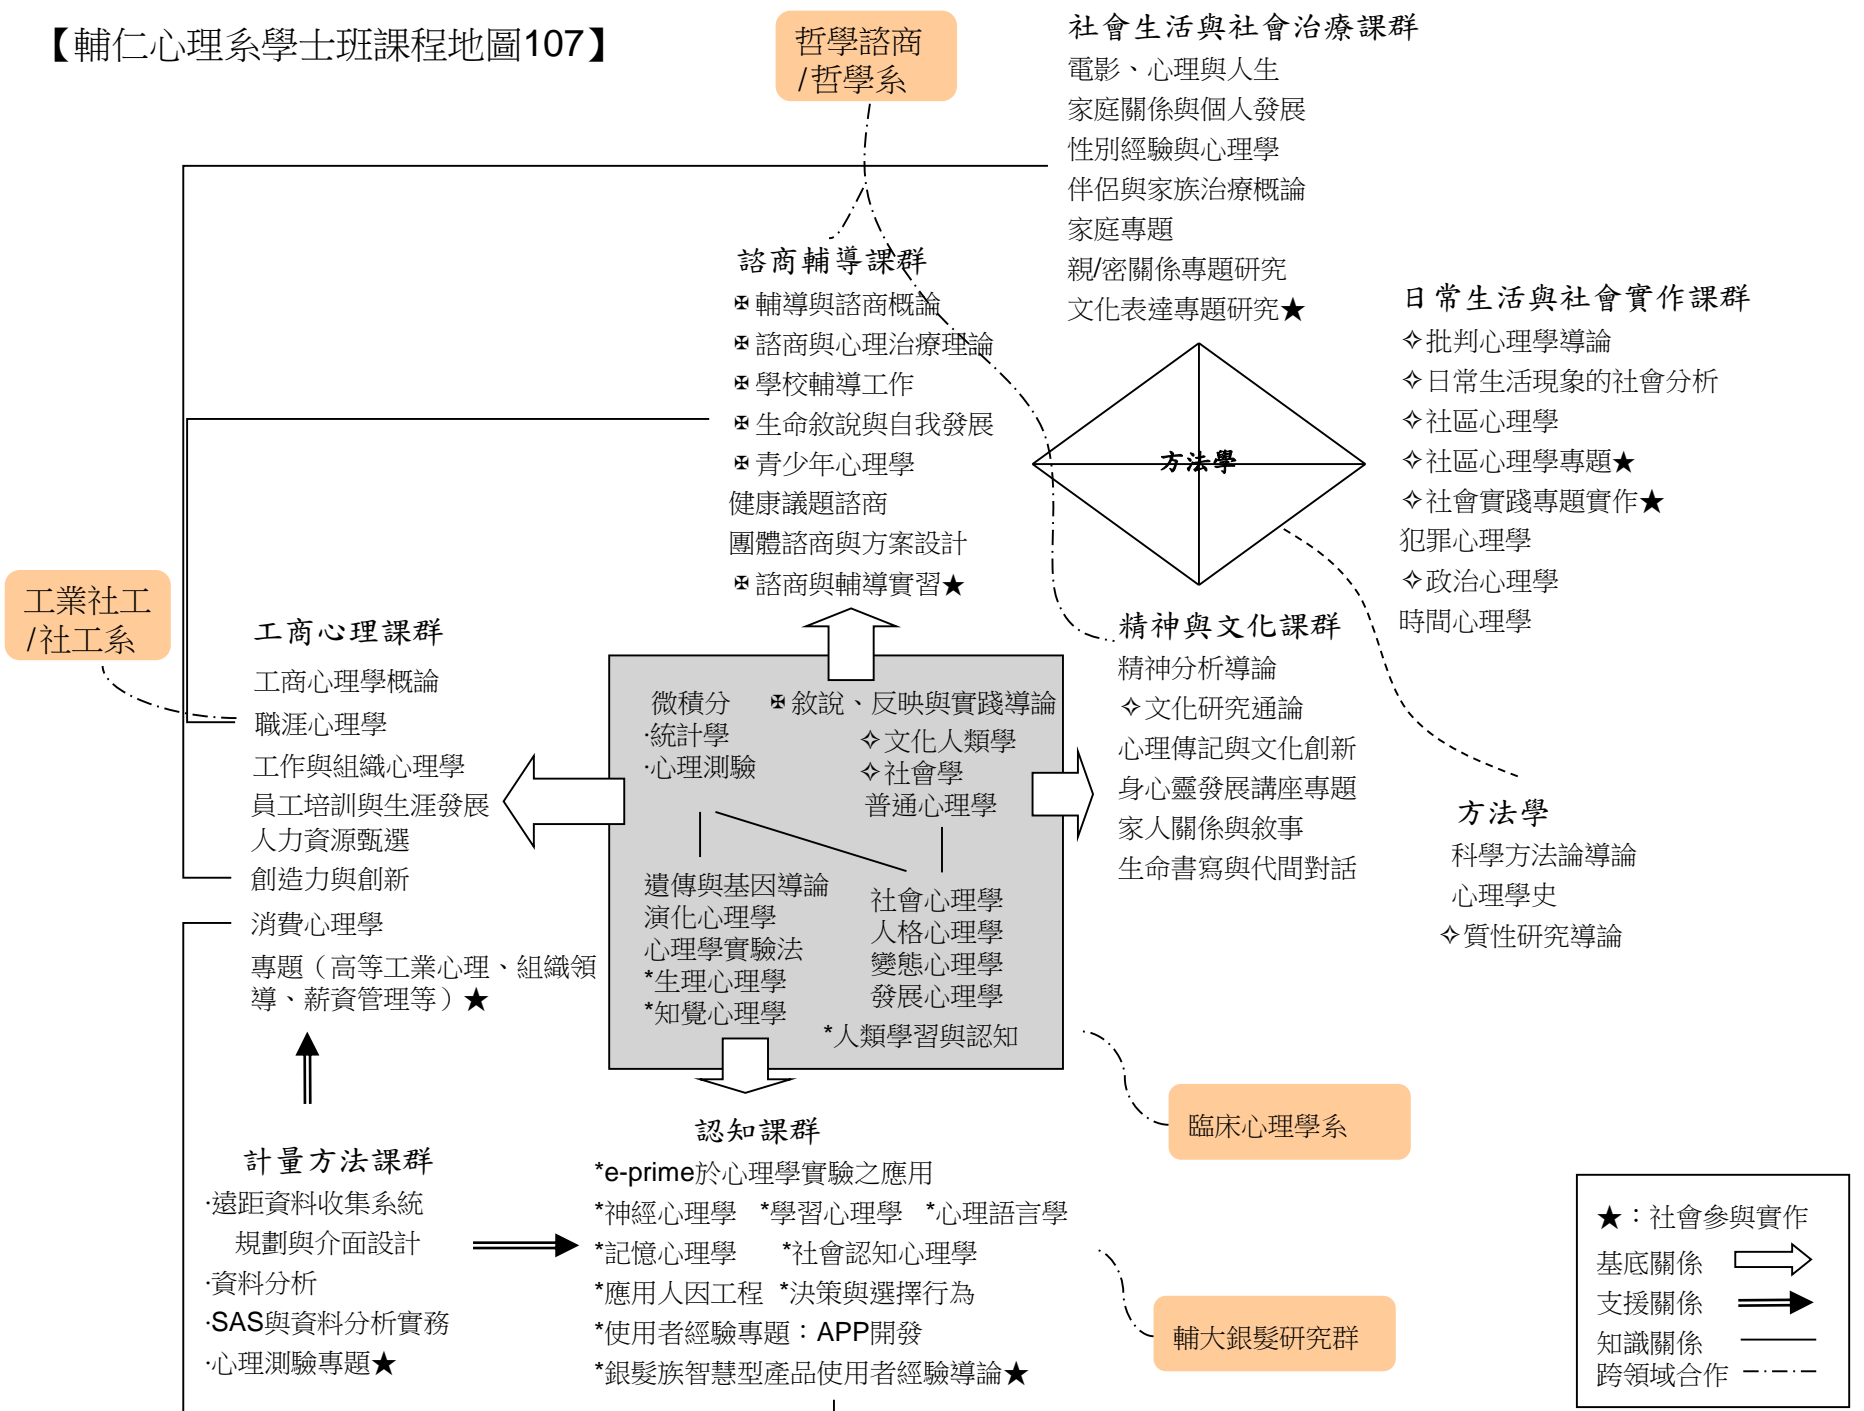 【輔仁心理系學士班課程地圖107】
哲學諮商
/哲學系
社會生活與社會治療課群
電影、心理與人生
家庭關係與個人發展
性別經驗與心理學
伴侶與家族治療概論
家庭專題
親/密關係專題研究
文化表達專題研究★
諮商輔導課群
✠輔導與諮商概論
✠諮商與心理治療理論
✠學校輔導工作
✠生命敘說與自我發展
✠青少年心理學
健康議題諮商
團體諮商與方案設計
✠諮商與輔導實習★
日常生活與社會實作課群
✧批判心理學導論
✧日常生活現象的社會分析
✧社區心理學
✧社區心理學專題★
✧社會實踐專題實作★
犯罪心理學
✧政治心理學
時間心理學
方法學
工業社工
/社工系
工商心理課群
工商心理學概論
職涯心理學
工作與組織心理學
員工培訓與生涯發展
人力資源甄選
創造力與創新
消費心理學
專題（高等工業心理、組織領
導、薪資管理等）★
微積分
·統計學
·心理測驗
✠敘說、反映與實踐導論
✧文化人類學
✧社會學
普通心理學
遺傳與基因導論
演化心理學
心理學實驗法
*生理心理學
*知覺心理學
社會心理學
人格心理學
變態心理學
發展心理學
*人類學習與認知
精神與文化課群
精神分析導論
✧文化研究通論
心理傳記與文化創新
身心靈發展講座專題
家人關係與敘事
生命書寫與代間對話
方法學
科學方法論導論
心理學史
✧質性研究導論
臨床心理學系
計量方法課群
·遠距資料收集系統
規劃與介面設計
·資料分析
·SAS與資料分析實務
·心理測驗專題★
認知課群
*e-prime於心理學實驗之應用
*神經心理學 *學習心理學 *心理語言學
*記憶心理學 *社會認知心理學
*應用人因工程 *決策與選擇行為
*使用者經驗專題：APP開發
*銀髮族智慧型產品使用者經驗導論★
輔大銀髮研究群
★：社會參與實作
基底關係
支援關係
知識關係
跨領域合作